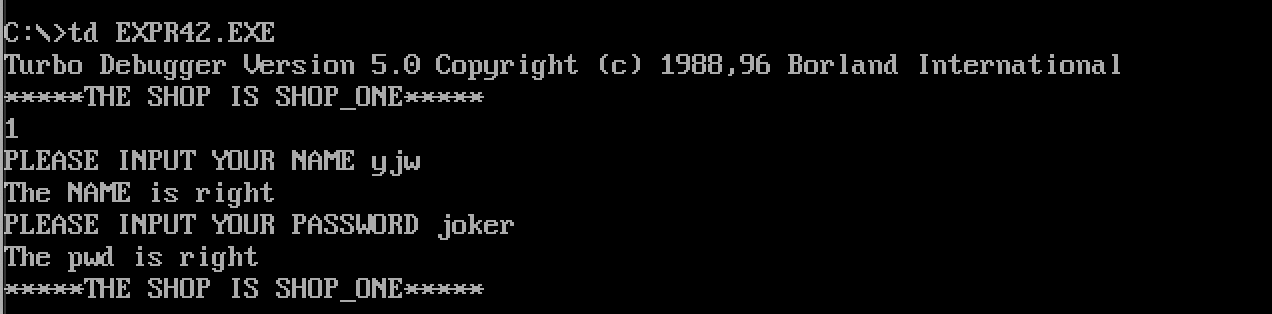 C:\>td EXPR42.EXE
Turbo Debugger Version 5.0 Copyright (c) 1988,96 Borland International
*****THE SHOP IS SHOP_ONE*****
1
PLEASE INPUT YOUR NAME yjw
The NAME is right
PLEASE INPUT YOUR PASSWORD joker
The pwd is right
*****THE SHOP IS SHOP_ONE*****